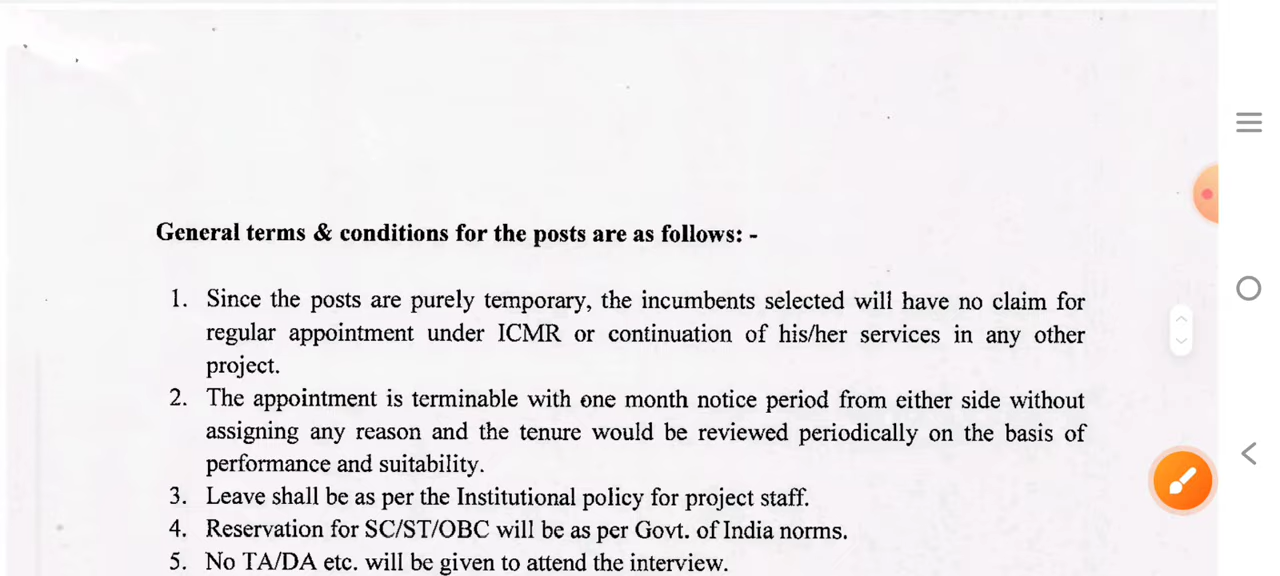 General terms & conditions for the posts are as follows: -
1. Since the posts are purely temporary, the incumbents selected will have no claim for
regular appointment under ICMR or continuation of his/her services in any other
project.
2. The appointment is terminable with one month notice period from either side without
assigning any reason and the tenure would be reviewed periodically on the basis of
performance and suitability.
3. Leave shall be as per the Institutional policy for project staff.
4. Reservation for SC/ST/OBC will be as per Govt. of India norms.
5. No TA/DA etc. will be given to attend the interview.